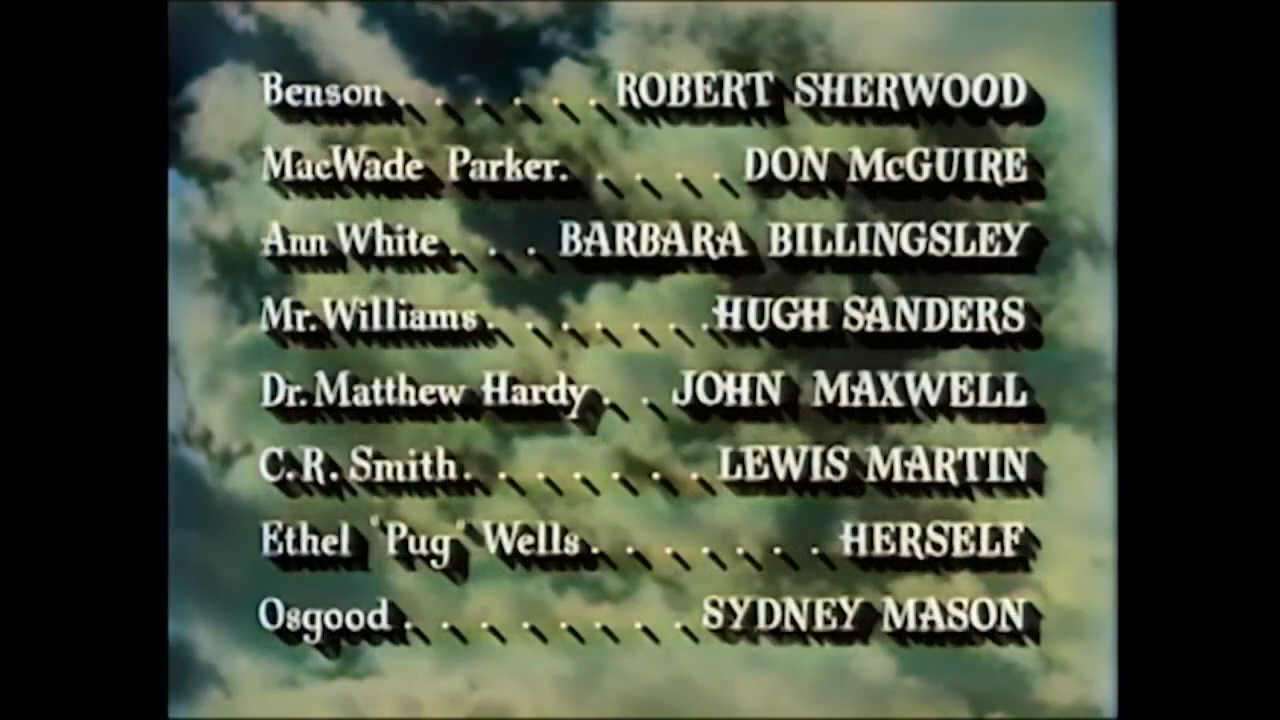 Benson . . . . . . ROBERT SHERWOOD
MacWade Parker. . . . . DON McGUIRE
Ann White . . . BARBARA BILLINGSLEY
Mr. Williams . . . . . . . HUGH SANDERS
Dr. Matthew Hardy . . JOHN MAXWELL
C. R. Smith . . . . . . . LEWIS MARTIN
Ethel "Pug" Wells . . . . . . . HERSELF
Osgood . . . . . . . . SYDNEY MASON